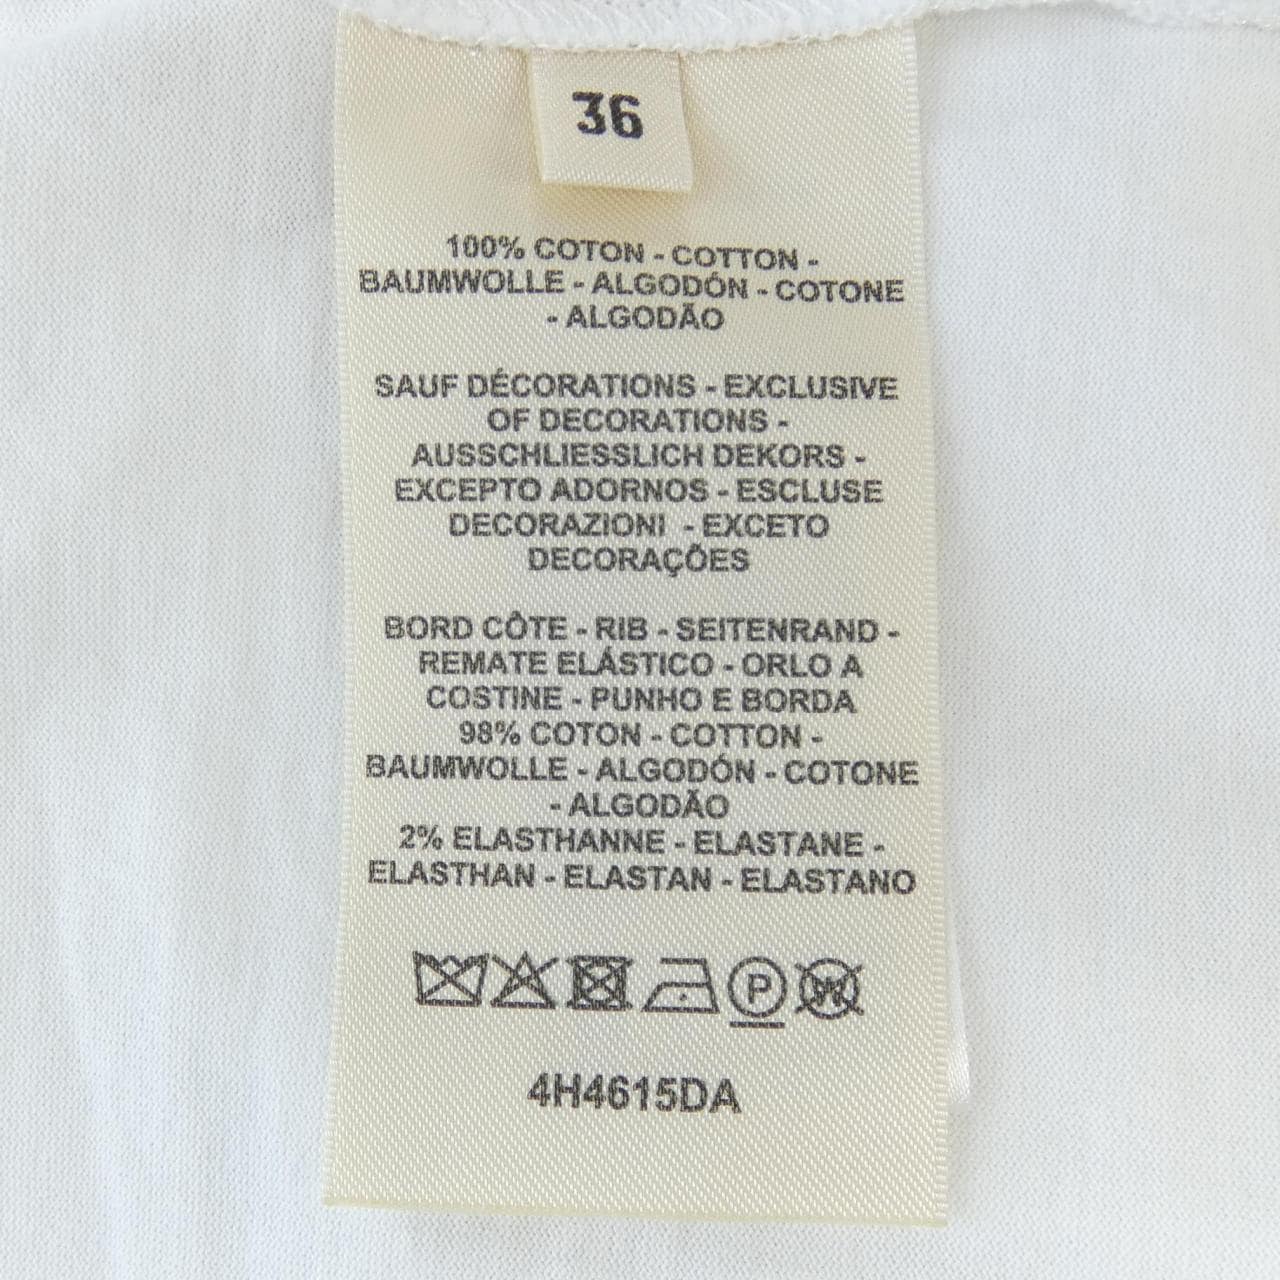 36
100% COTON - COTTON -
BAUMWOLLE - ALGODÓN - COTONE
- ALGODÃO
SAUF DÉCORATIONS - EXCLUSIVE
OF DECORATIONS -
AUSSCHLIESSLICH DEKORS -
EXCEPTO ADORNOS - ESCLUSE
DECORAZIONI - EXCETO
DECORAÇÕES
BORD CÔTE - RIB - SEITENRAND -
REMATE ELÁSTICO - ORLO A
COSTINE - PUNHO E BORDA
98% COTON - COTTON -
BAUMWOLLE - ALGODÓN - COTONE
- ALGODÃO
2% ELASTHANNE - ELASTANE -
ELASTHAN - ELASTAN - ELASTANO
P W
4H4615DA